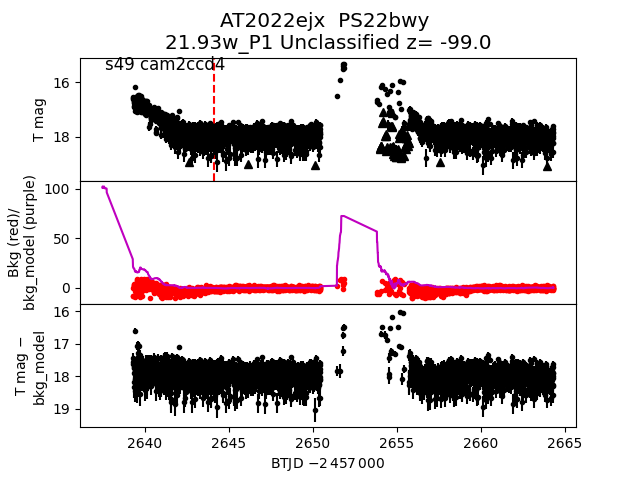 AT2022ejx  PS22bwy
21.93w_P1 Unclassified z= -99.0
s49 cam2ccd4
16
18
T mag
100
50
0
Bkg (red)/
bkg_model (purple)
16
17
18
19
T mag −
bkg_model
2640 2645 2650 2655 2660 2665
BTJD −2 457 000